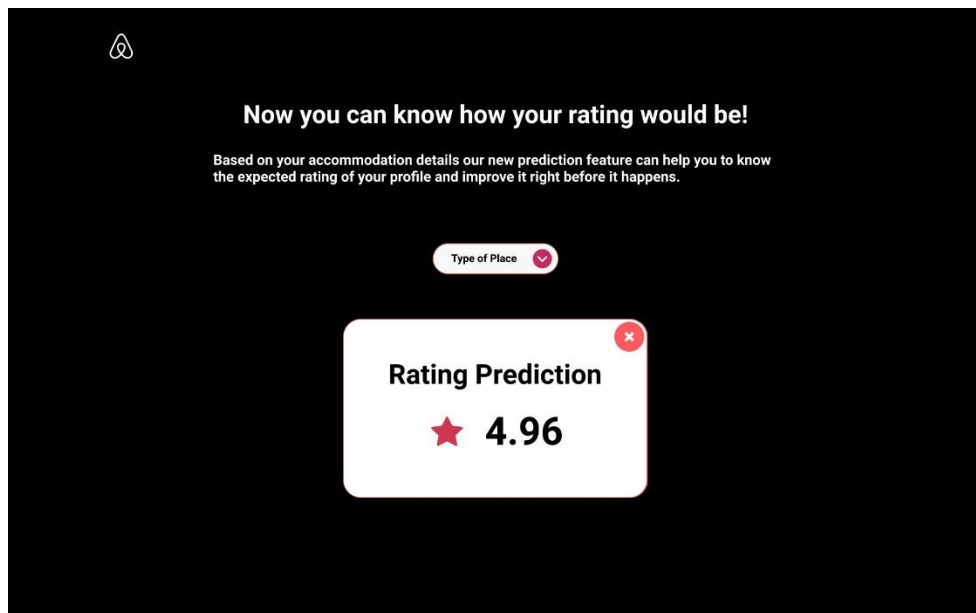 Now you can know how your rating would be!
Based on your accommodation details our new prediction feature can help you to know
the expected rating of your profile and improve it right before it happens.
Type of Place
Rating Prediction
4.96